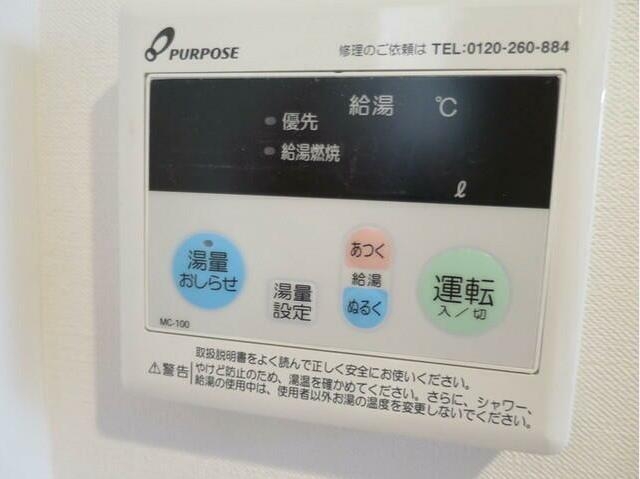 PURPOSE
修理のご依頼は TEL:0120-260-884
給湯 ℃
優先
給湯燃焼
ℓ
湯量
おしらせ
湯量
設定
あつく
給湯
ぬるく
運転
入/切
MC-100
⚠警告
取扱説明書をよく読んで正しく安全にお使いください。
やけど防止のため、湯温を確かめてください。さらに、シャワー、
給湯の使用中は、使用者以外お湯の温度を変更しないでください。